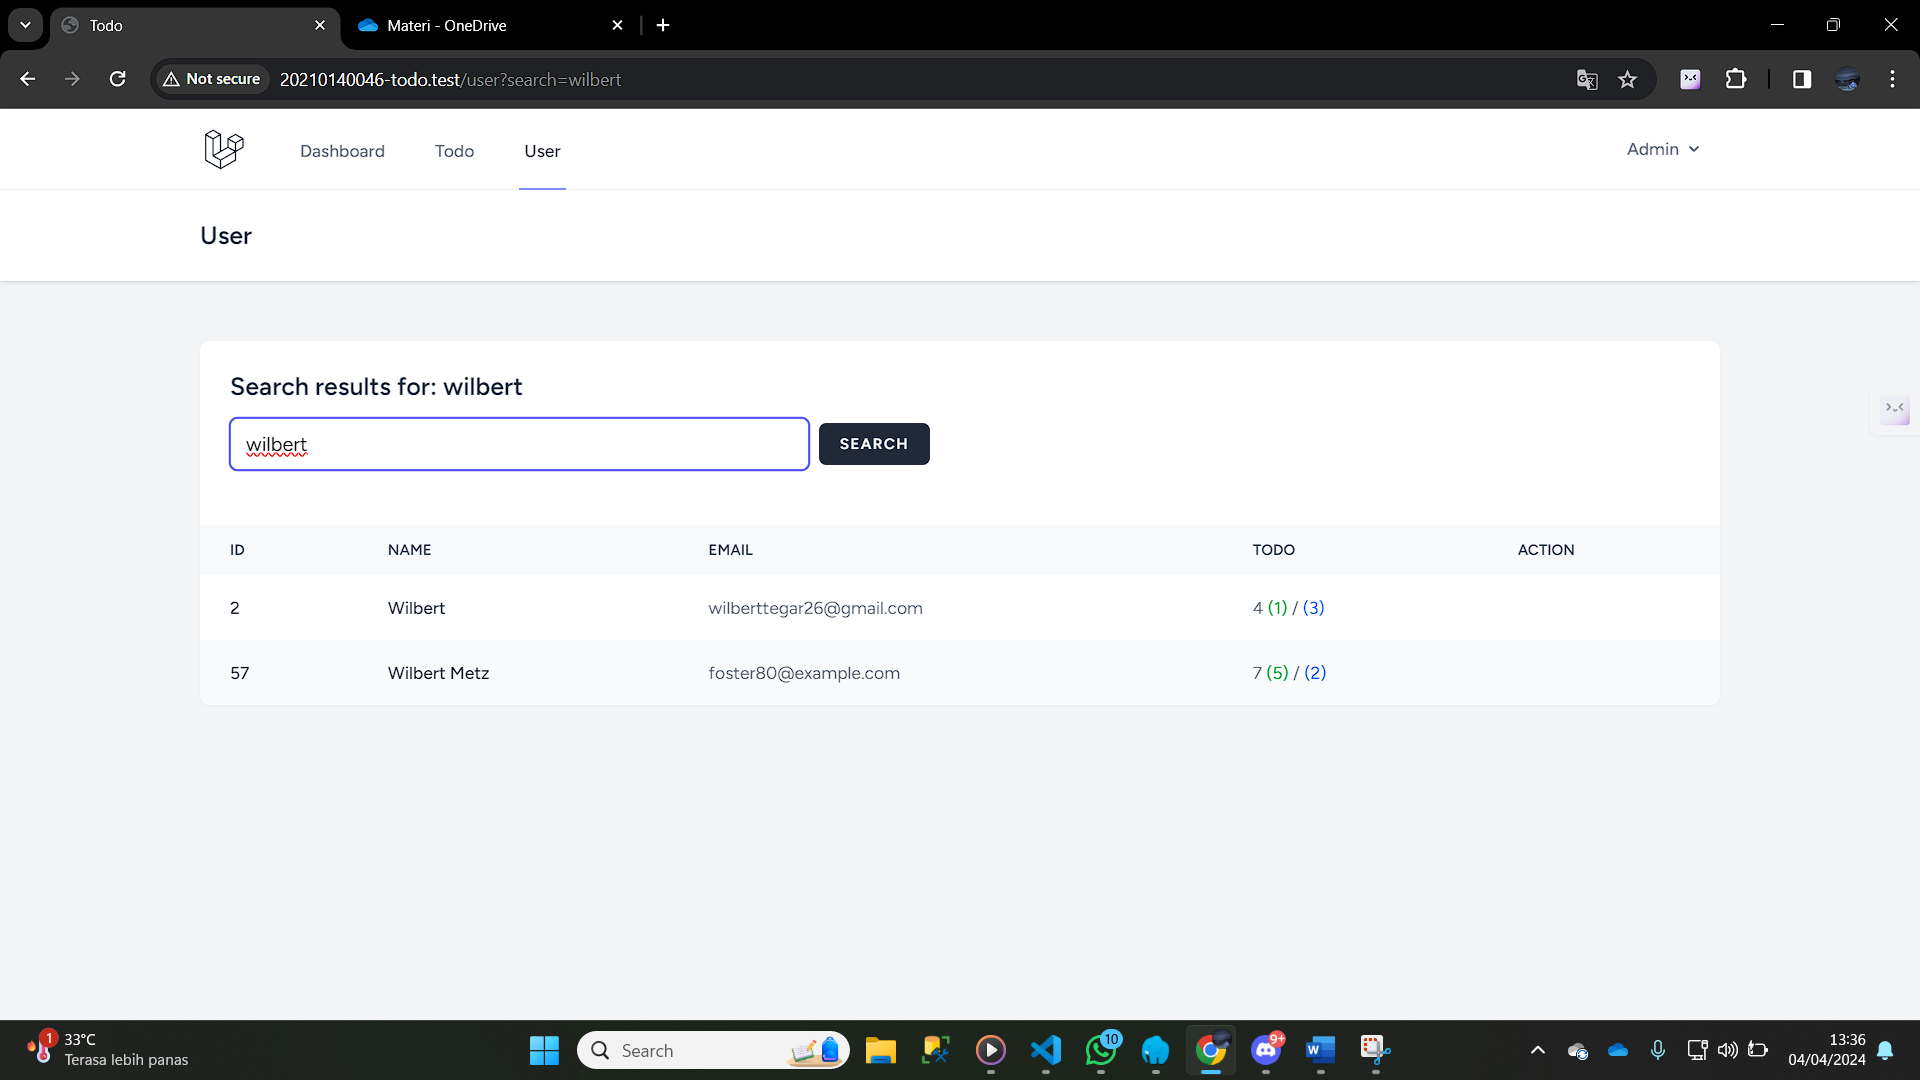 Todo
Materi - OneDrive
Not secure
20210140046-todo.test/user?search=wilbert
Dashboard
Todo
User
Admin
User
Search results for: wilbert
wilbert
SEARCH
ID NAME EMAIL TODO ACTION
2 Wilbert wilberttegar26@gmail.com 4 (1) / (3)
57 Wilbert Metz foster80@example.com 7 (5) / (2)
1
33°C
Terasa lebih panas
Search
10
9+
W
13:36
04/04/2024